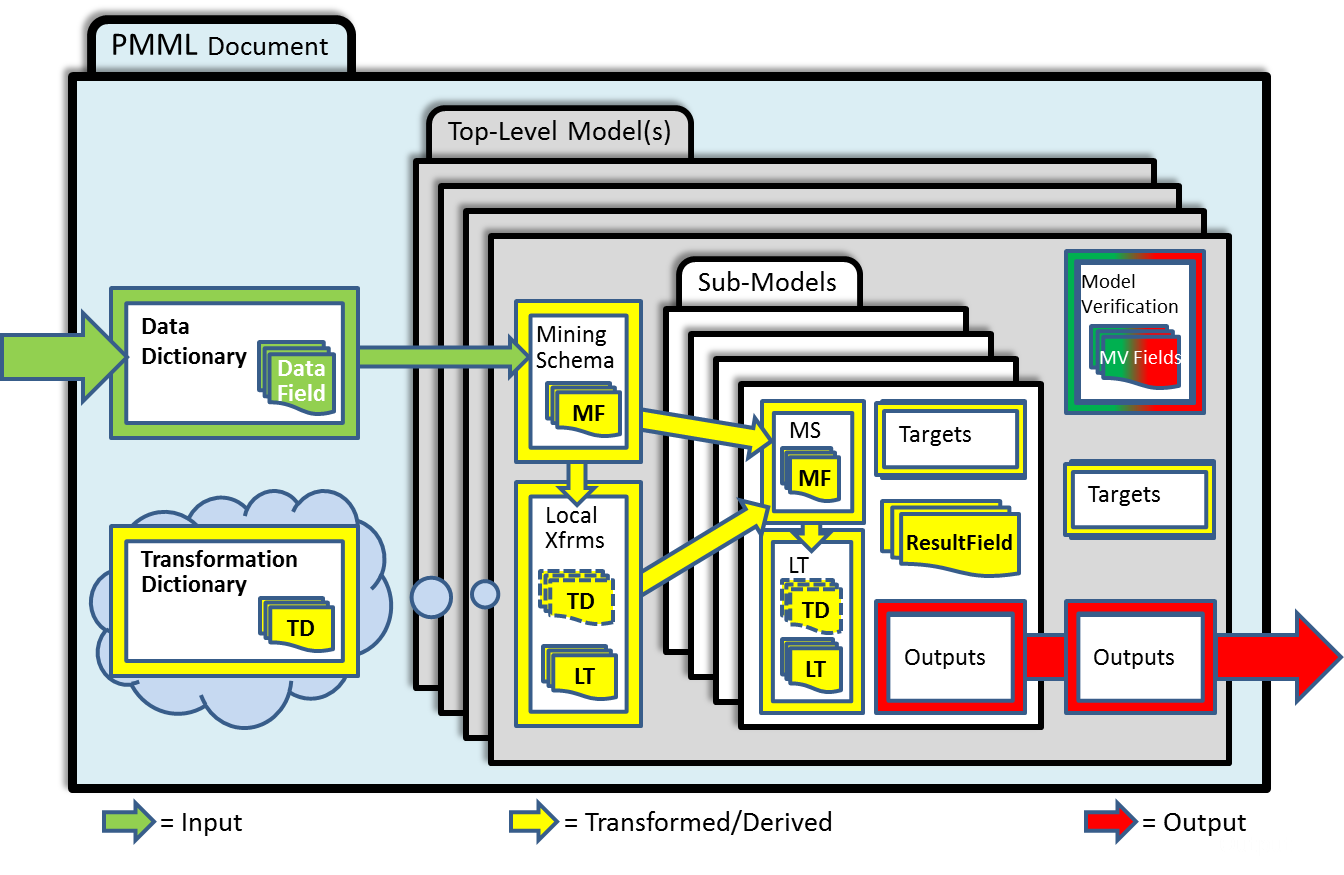 PMML Document
Top-Level Model(s)
Sub-Models
Data
Dictionary
Data
Field
Transformation
Dictionary
TD
Mining
Schema
MF
Local
Xfrms
TD
LT
MS
MF
LT
TD
LT
Targets
ResultField
Outputs
Model
Verification
MV Fields
Targets
Outputs
= Input
= Transformed/Derived
= Output